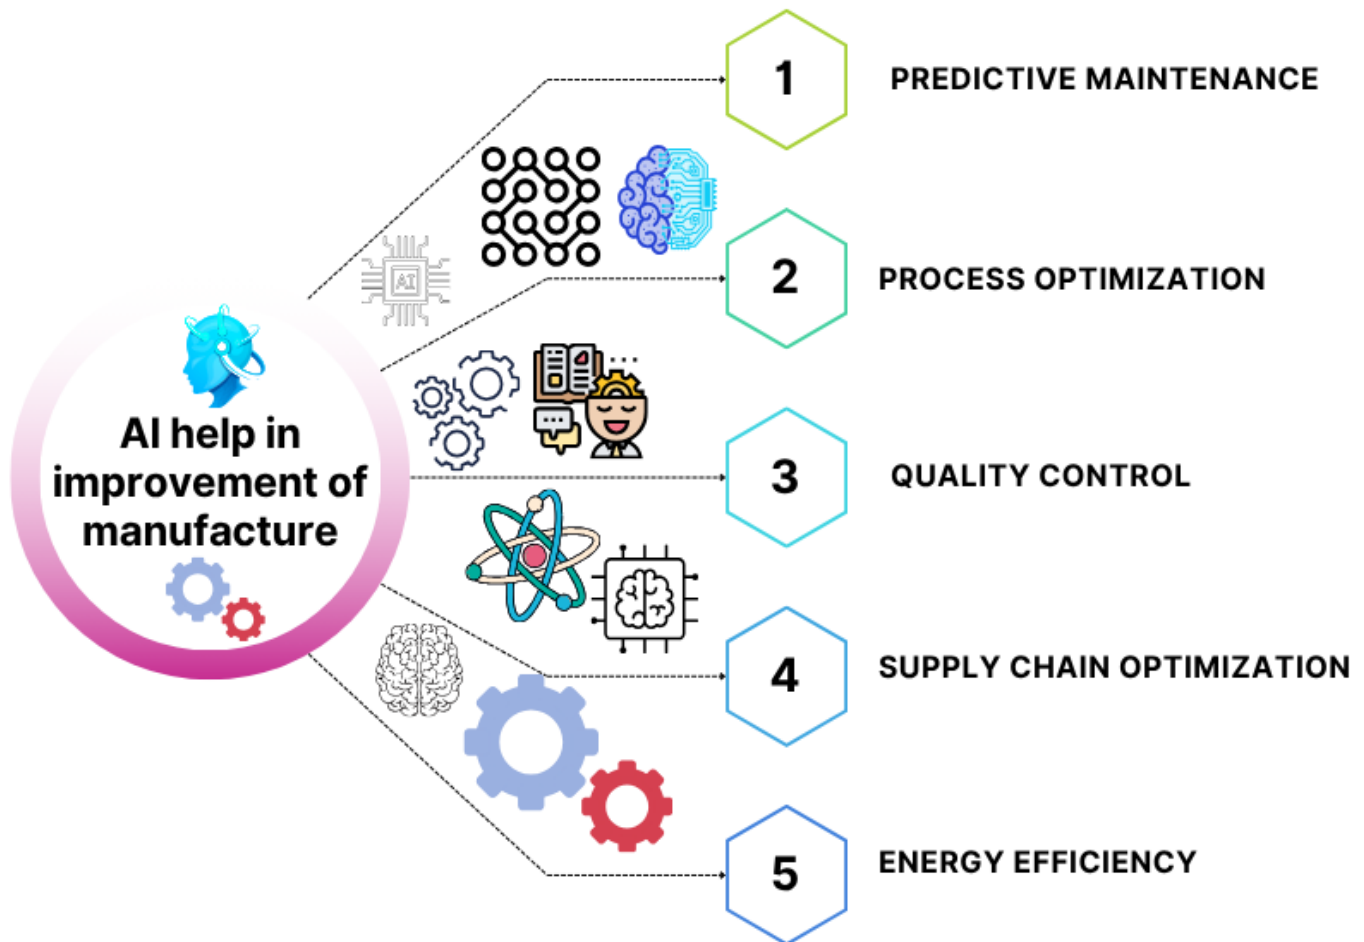 1
PREDICTIVE MAINTENANCE
AI
2
PROCESS OPTIMIZATION
AI help in
improvement of
manufacture
3
QUALITY CONTROL
4
SUPPLY CHAIN OPTIMIZATION
5
ENERGY EFFICIENCY